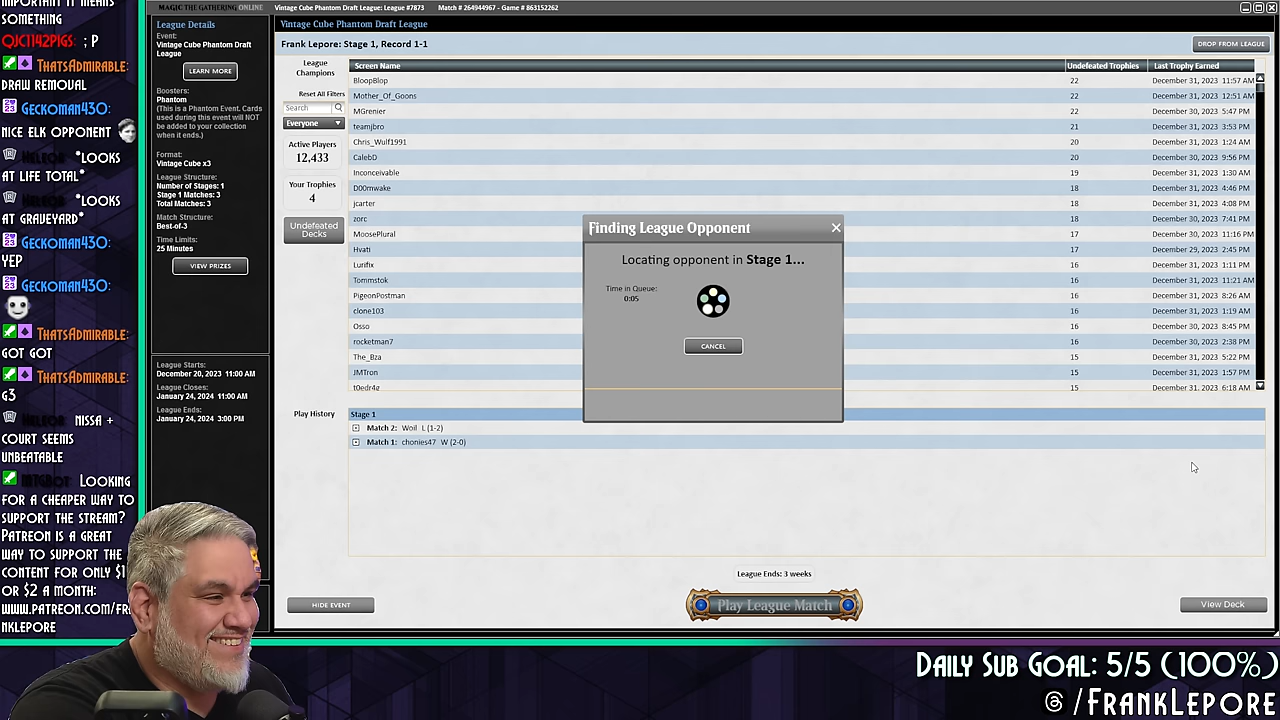 IMPORTANT IT MEANS
SOMETHING
QJC1142PIGS: ; P
THATSADMIRABLE:
DRAW REMOVAL
GECKOMAN430:
NICE ELK OPPONENT
*LOOKS
AT LIFE TOTAL*
*LOOKS
AT GRAVEYARD*
GECKOMAN430:
YEP
GECKOMAN430:
THATSADMIRABLE:
GOT GOT
THATSADMIRABLE:
G3
NISSA +
COURT SEEMS
UNBEATABLE
MTGBOT: LOOKING
FOR A CHEAPER WAY TO
SUPPORT THE STREAM?
PATREON IS A GREAT
WAY TO SUPPORT THE
CONTENT FOR ONLY $1
OR $2 A MONTH:
WWW.PATREON.COM/FRA
NKLEPORE
MAGIC THE GATHERING ONLINE
Vintage Cube Phantom Draft League: League #7873 Match # 264944967 - Game # 863152262
League Details
Event:
Vintage Cube Phantom Draft
League
LEARN MORE
Boosters:
Phantom
(This is a Phantom Event. Cards
used during this event will NOT
be added to your collection
when it ends.)
Format:
Vintage Cube x3
League Structure:
Number of Stages: 1
Stage 1 Matches: 3
Total Matches: 3
Match Structure:
Best-of-3
Time Limits:
25 Minutes
VIEW PRIZES
League Starts:
December 20, 2023 11:00 AM
League Closes:
January 24, 2024 11:00 AM
League Ends:
January 24, 2024 3:00 PM
Vintage Cube Phantom Draft League
Frank Lepore: Stage 1, Record 1-1
DROP FROM LEAGUE
League
Champions
Reset All Filters
Search
Everyone
Active Players
12,433
Your Trophies
4
Undefeated
Decks
Screen Name Undefeated Trophies Last Trophy Earned
BloopBlop 22 December 31, 2023 11:57 AM
Mother_Of_Goons 22 December 31, 2023 12:51 AM
MGrenier 22 December 30, 2023 5:47 PM
teamjbro 21 December 31, 2023 3:53 PM
Chris_Wulf1991 20 December 31, 2023 1:24 AM
CalebD 20 December 30, 2023 9:56 PM
Inconceivable 19 December 31, 2023 1:30 AM
D00mwake 18 December 31, 2023 4:46 PM
jcarter 18 December 31, 2023 4:08 PM
zorc 18 December 30, 2023 7:41 PM
MoosePlural 17 December 30, 2023 11:16 PM
Hvati 17 December 29, 2023 2:45 PM
Lurifix 16 December 31, 2023 1:11 PM
Tommstok 16 December 31, 2023 11:21 AM
PigeonPostman 16 December 31, 2023 8:26 AM
clone103 16 December 31, 2023 1:19 AM
Osso 16 December 30, 2023 8:45 PM
rocketman7 16 December 30, 2023 2:38 PM
The_Bza 15 December 31, 2023 5:22 PM
JMTron 15 December 31, 2023 1:57 PM
t0edr4g 15 December 31, 2023 6:18 AM
Finding League Opponent
Locating opponent in Stage 1...
Time in Queue:
0:05
CANCEL
Play History
Stage 1
Match 2: Woil L (1-2)
Match 1: chonies47 W (2-0)
League Ends: 3 weeks
HIDE EVENT
Play League Match
View Deck
DAILY SUB GOAL: 5/5 (100%)
/FRANKLEPORE